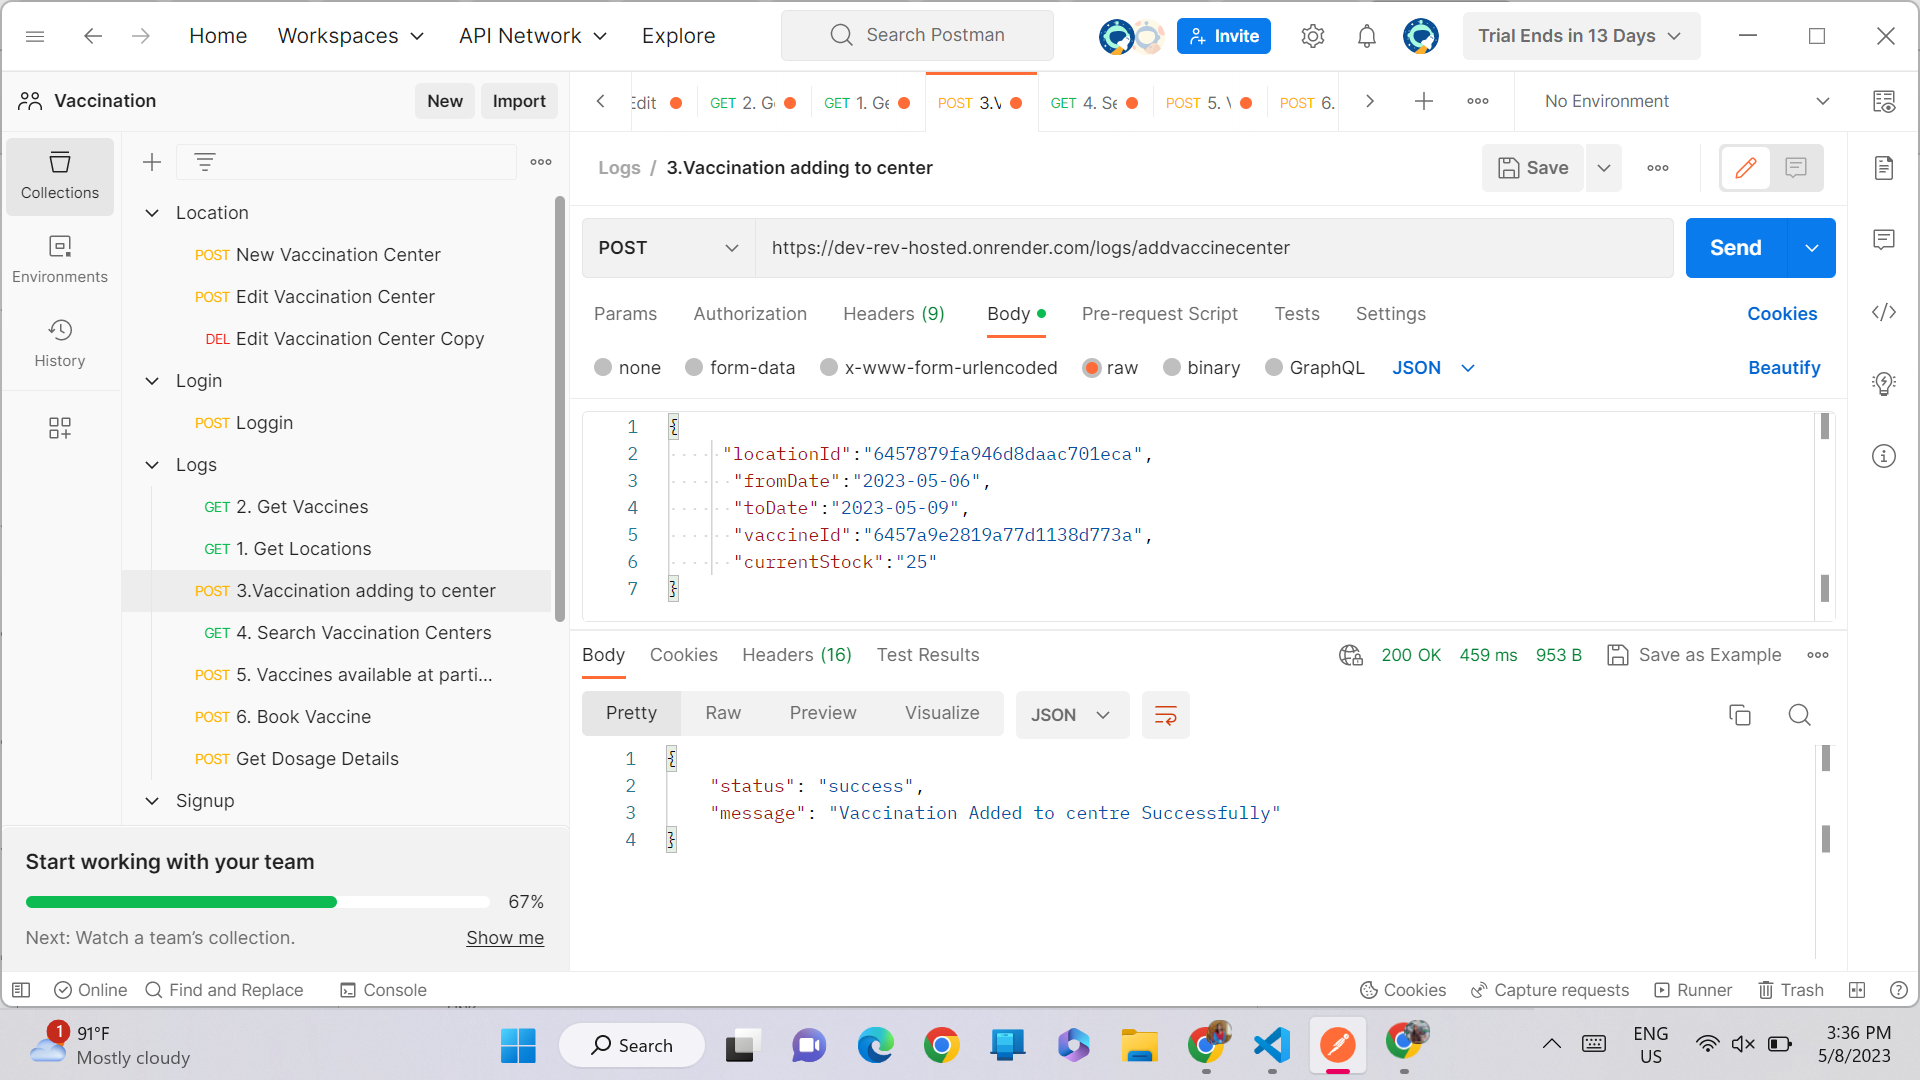 Home Workspaces API Network Explore Search Postman Invite Trial Ends in 13 Days
Vaccination New Import
Edit GET 2. Ge GET 1. Ge POST 3.V GET 4. Se POST 5. V POST 6. No Environment
Collections
Environments
History
Location
POST New Vaccination Center
POST Edit Vaccination Center
DEL Edit Vaccination Center Copy
Login
POST Loggin
Logs
GET 2. Get Vaccines
GET 1. Get Locations
POST 3.Vaccination adding to center
GET 4. Search Vaccination Centers
POST 5. Vaccines available at parti...
POST 6. Book Vaccine
POST Get Dosage Details
Signup
Start working with your team
67%
Next: Watch a team's collection. Show me
Logs / 3.Vaccination adding to center Save
POST https://dev-rev-hosted.onrender.com/logs/addvaccinecenter Send
Params Authorization Headers (9) Body Pre-request Script Tests Settings Cookies
none form-data x-www-form-urlencoded raw binary GraphQL JSON Beautify
1 {
2 "locationId":"6457879fa946d8daac701eca",
3 "fromDate":"2023-05-06",
4 "toDate":"2023-05-09",
5 "vaccineId":"6457a9e2819a77d1138d773a",
6 "currentStock":"25"
7 }
Body Cookies Headers (16) Test Results 200 OK 459 ms 953 B Save as Example
Pretty Raw Preview Visualize JSON
1 {
2 "status": "success",
3 "message": "Vaccination Added to centre Successfully"
4 }
Online Find and Replace Console Cookies Capture requests Runner Trash
1 91°F
Mostly cloudy
Search
ENG
US
3:36 PM
5/8/2023